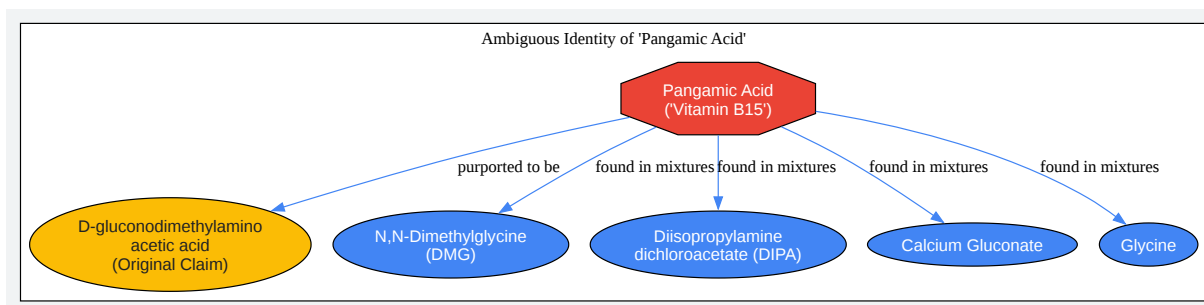 Ambiguous Identity of 'Pangamic Acid'
Pangamic Acid
('Vitamin B15')
purported to be
found in mixtures
found in mixtures
found in mixtures
found in mixtures
D-gluconodimethylamino
acetic acid
(Original Claim)
N,N-Dimethylglycine
(DMG)
Diisopropylamine
dichloroacetate (DIPA)
Calcium Gluconate
Glycine